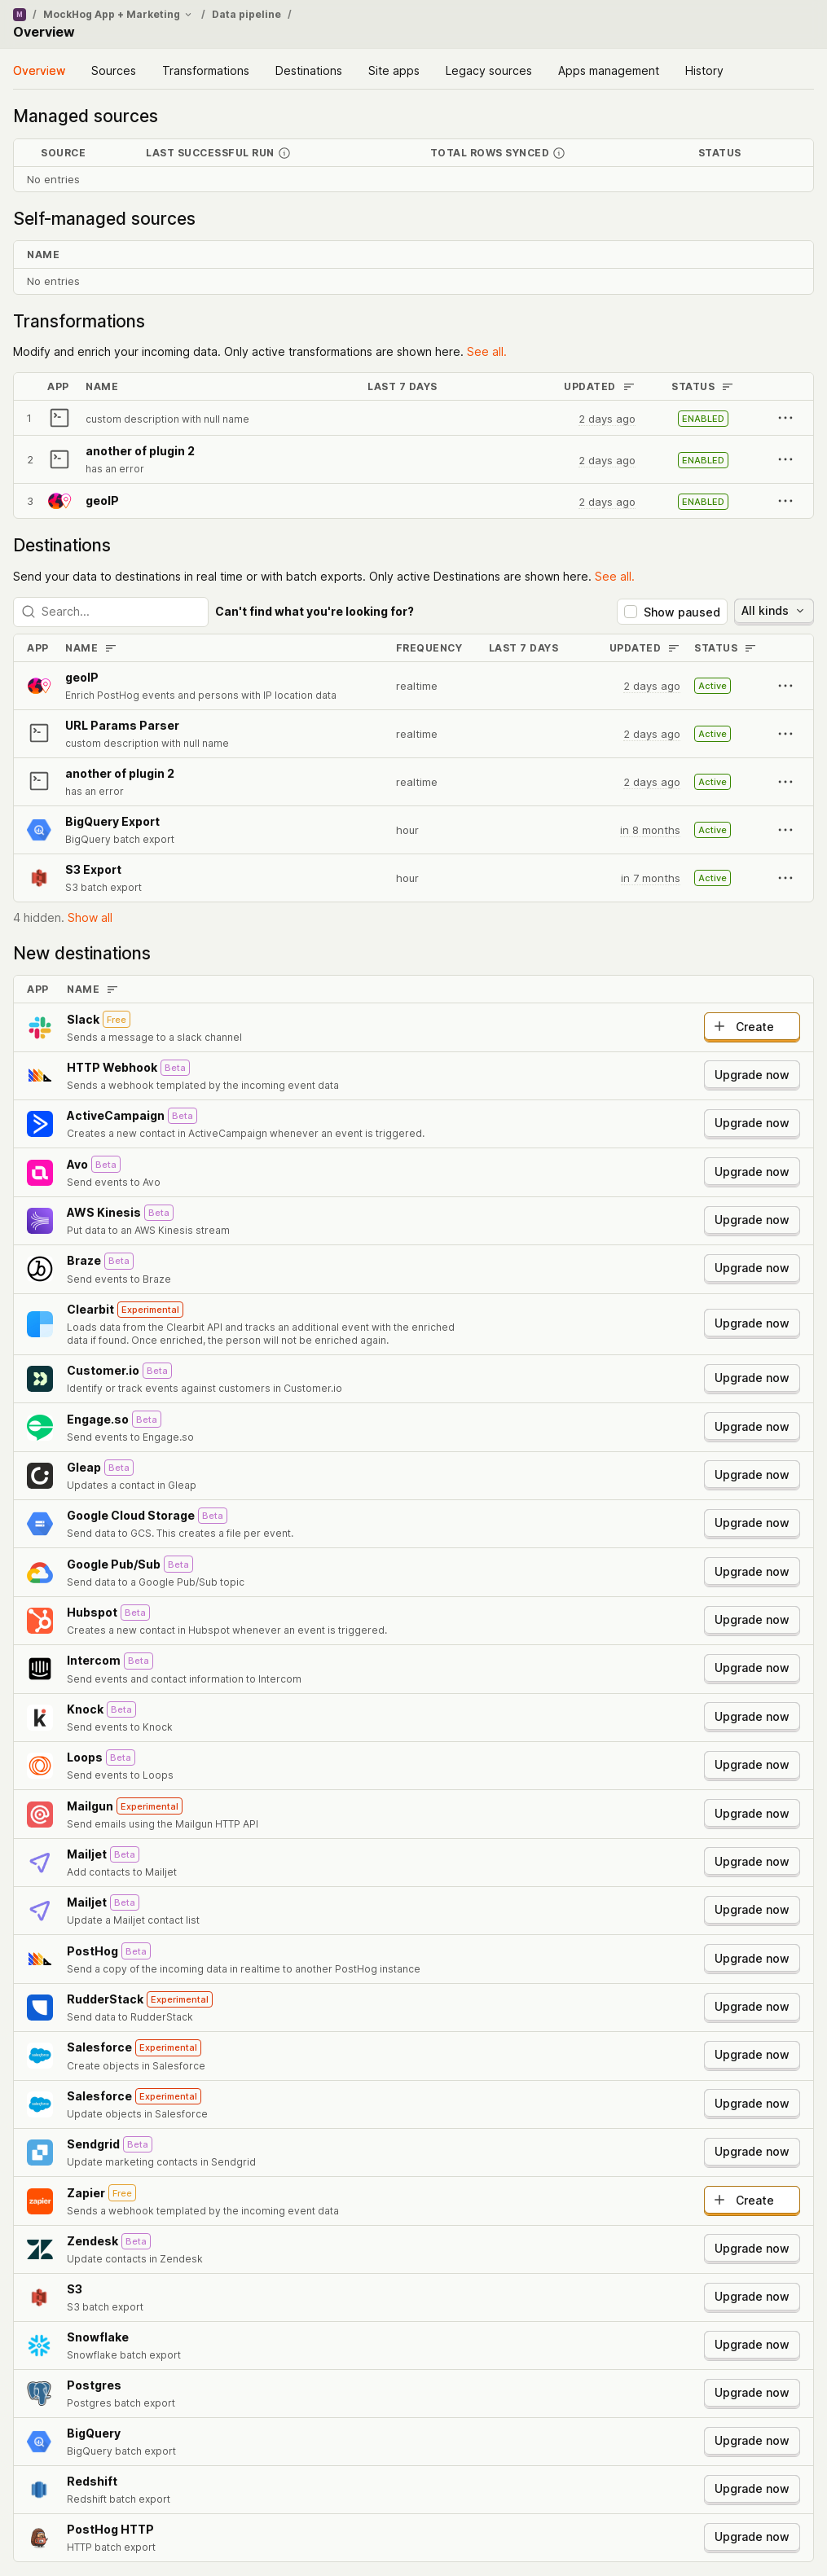 M / MockHog App + Marketing / Data pipeline /
Overview
Overview Sources Transformations Destinations Site apps Legacy sources Apps management History
Managed sources
SOURCE LAST SUCCESSFUL RUN TOTAL ROWS SYNCED STATUS
No entries
Self-managed sources
NAME
No entries
Transformations
Modify and enrich your incoming data. Only active transformations are shown here. See all.
APP NAME LAST 7 DAYS UPDATED STATUS
1 custom description with null name 2 days ago ENABLED
another of plugin 2
2 2 days ago ENABLED
has an error
3 geoIP 2 days ago ENABLED
Destinations
Send your data to destinations in real time or with batch exports. Only active Destinations are shown here. See all.
Search... Can't find what you're looking for? Show paused All kinds
APP NAME FREQUENCY LAST 7 DAYS UPDATED STATUS
geoIP
realtime 2 days ago Active
Enrich PostHog events and persons with IP location data
URL Params Parser
realtime 2 days ago Active
custom description with null name
another of plugin 2
realtime 2 days ago Active
has an error
BigQuery Export
hour in 8 months Active
BigQuery batch export
S3 Export
hour in 7 months Active
S3 batch export
4 hidden. Show all
New destinations
APP NAME
Slack Free
Create
Sends a message to a slack channel
HTTP Webhook Beta
Upgrade now
Sends a webhook templated by the incoming event data
ActiveCampaign Beta
Upgrade now
Creates a new contact in ActiveCampaign whenever an event is triggered.
Avo Beta
Upgrade now
Send events to Avo
AWS Kinesis Beta
Upgrade now
Put data to an AWS Kinesis stream
Braze Beta
Upgrade now
Send events to Braze
Clearbit Experimental
Upgrade now
Loads data from the Clearbit API and tracks an additional event with the enriched
data if found. Once enriched, the person will not be enriched again.
Customer.io Beta
Upgrade now
Identify or track events against customers in Customer.io
Engage.so Beta
Upgrade now
Send events to Engage.so
Gleap Beta
Upgrade now
Updates a contact in Gleap
Google Cloud Storage Beta
Upgrade now
Send data to GCS. This creates a file per event.
Google Pub/Sub Beta
Upgrade now
Send data to a Google Pub/Sub topic
Hubspot Beta
Upgrade now
Creates a new contact in Hubspot whenever an event is triggered.
Intercom Beta
Upgrade now
Send events and contact information to Intercom
Knock Beta
Upgrade now
Send events to Knock
Loops Beta
Upgrade now
Send events to Loops
Mailgun Experimental
Upgrade now
Send emails using the Mailgun HTTP API
Mailjet Beta
Upgrade now
Add contacts to Mailjet
Mailjet Beta
Upgrade now
Update a Mailjet contact list
PostHog Beta
Upgrade now
Send a copy of the incoming data in realtime to another PostHog instance
RudderStack Experimental
Upgrade now
Send data to RudderStack
Salesforce Experimental
Upgrade now
Create objects in Salesforce
Salesforce Experimental
Upgrade now
Update objects in Salesforce
Sendgrid Beta
Upgrade now
Update marketing contacts in Sendgrid
Zapier Free
zapier Create
Sends a webhook templated by the incoming event data
Zendesk Beta
Upgrade now
Update contacts in Zendesk
S3
Upgrade now
S3 batch export
Snowflake
Upgrade now
Snowflake batch export
Postgres
Upgrade now
Postgres batch export
BigQuery
Upgrade now
BigQuery batch export
Redshift
Upgrade now
Redshift batch export
PostHog HTTP
Upgrade now
HTTP batch export